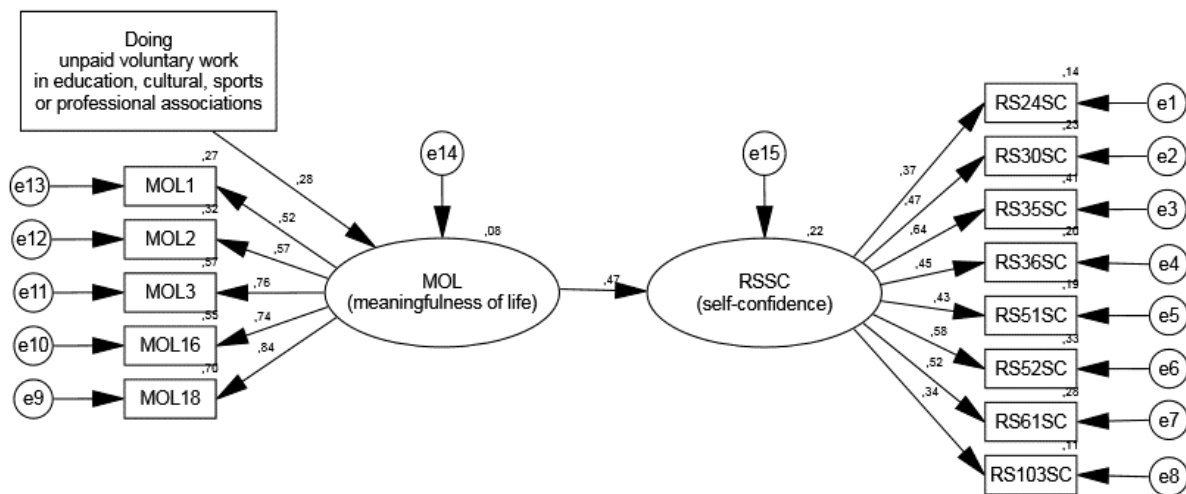 Doing
unpaid voluntary work
in education, cultural, sports
or professional associations
,27
e13
MOL1
,32
e12
MOL2
,57
e11
MOL3
,55
e10
MOL16
,70
e9
MOL18
,28
,52
,57
,76
,74
,84
e14
,08
MOL
(meaningfulness of life)
,47
e15
,22
RSSC
(self-confidence)
,37
,47
,64
,45
,43
,58
,52
,34
,14
RS24SC
e1
,23
RS30SC
e2
,41
RS35SC
e3
,20
RS36SC
e4
,19
RS51SC
e5
,33
RS52SC
e6
,28
RS61SC
e7
,11
RS103SC
e8